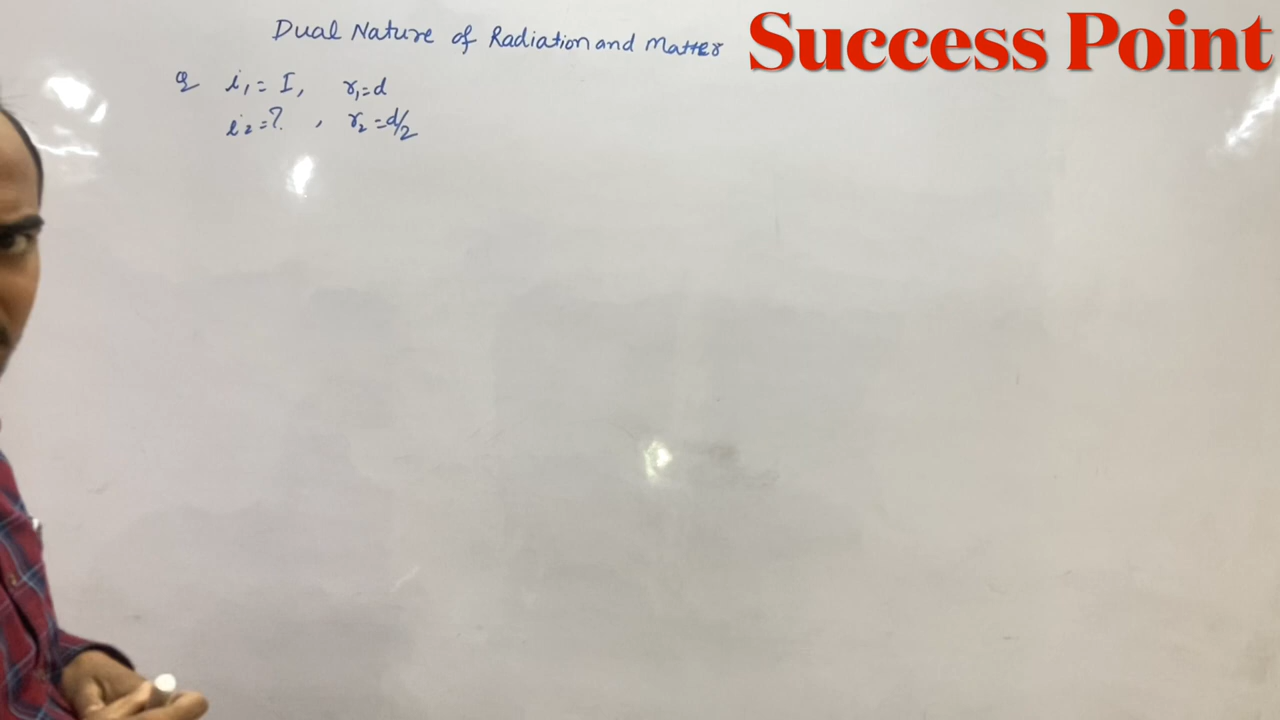 Dual Nature of Radiation and Matter
Success Point
Q i₁ = I, r₁=d
i₂ =?, r₂ =d/2